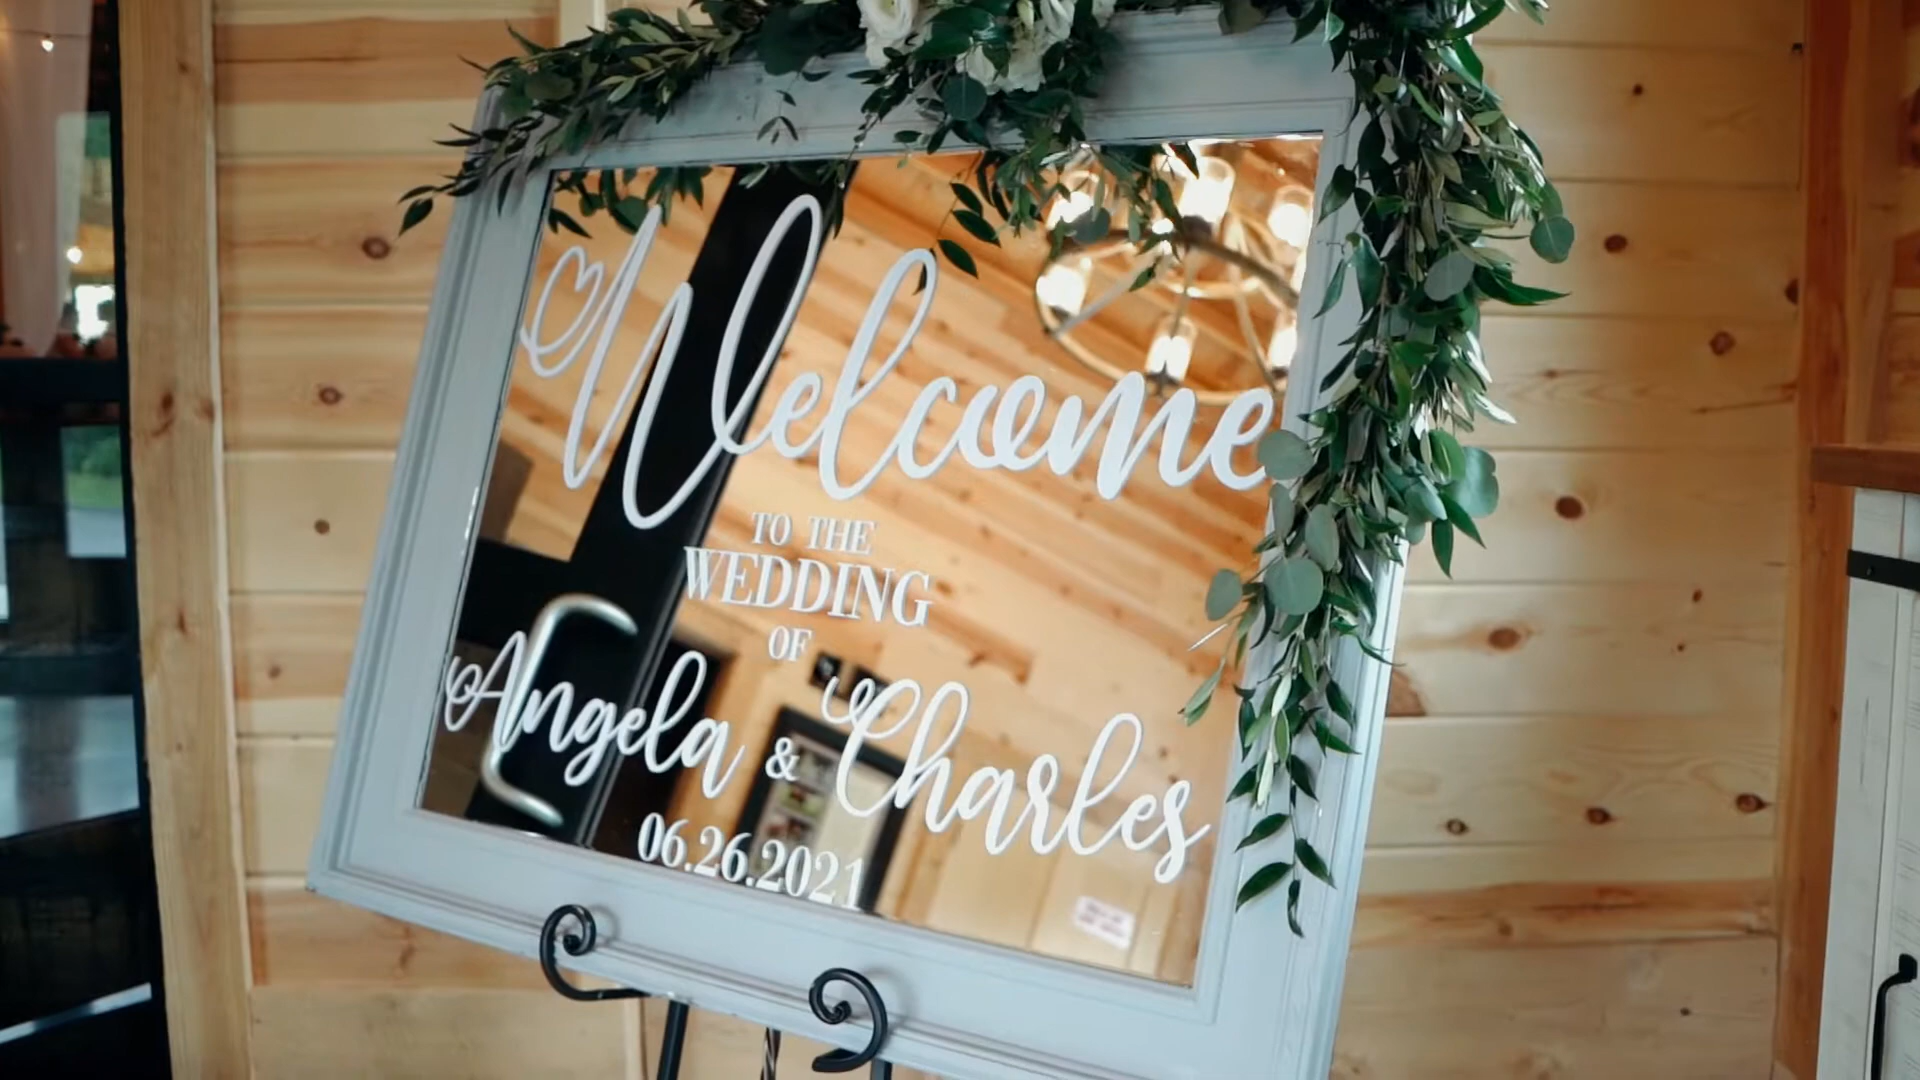 Welcome
TO THE
WEDDING
OF
Angela & Charles
06.26.2021